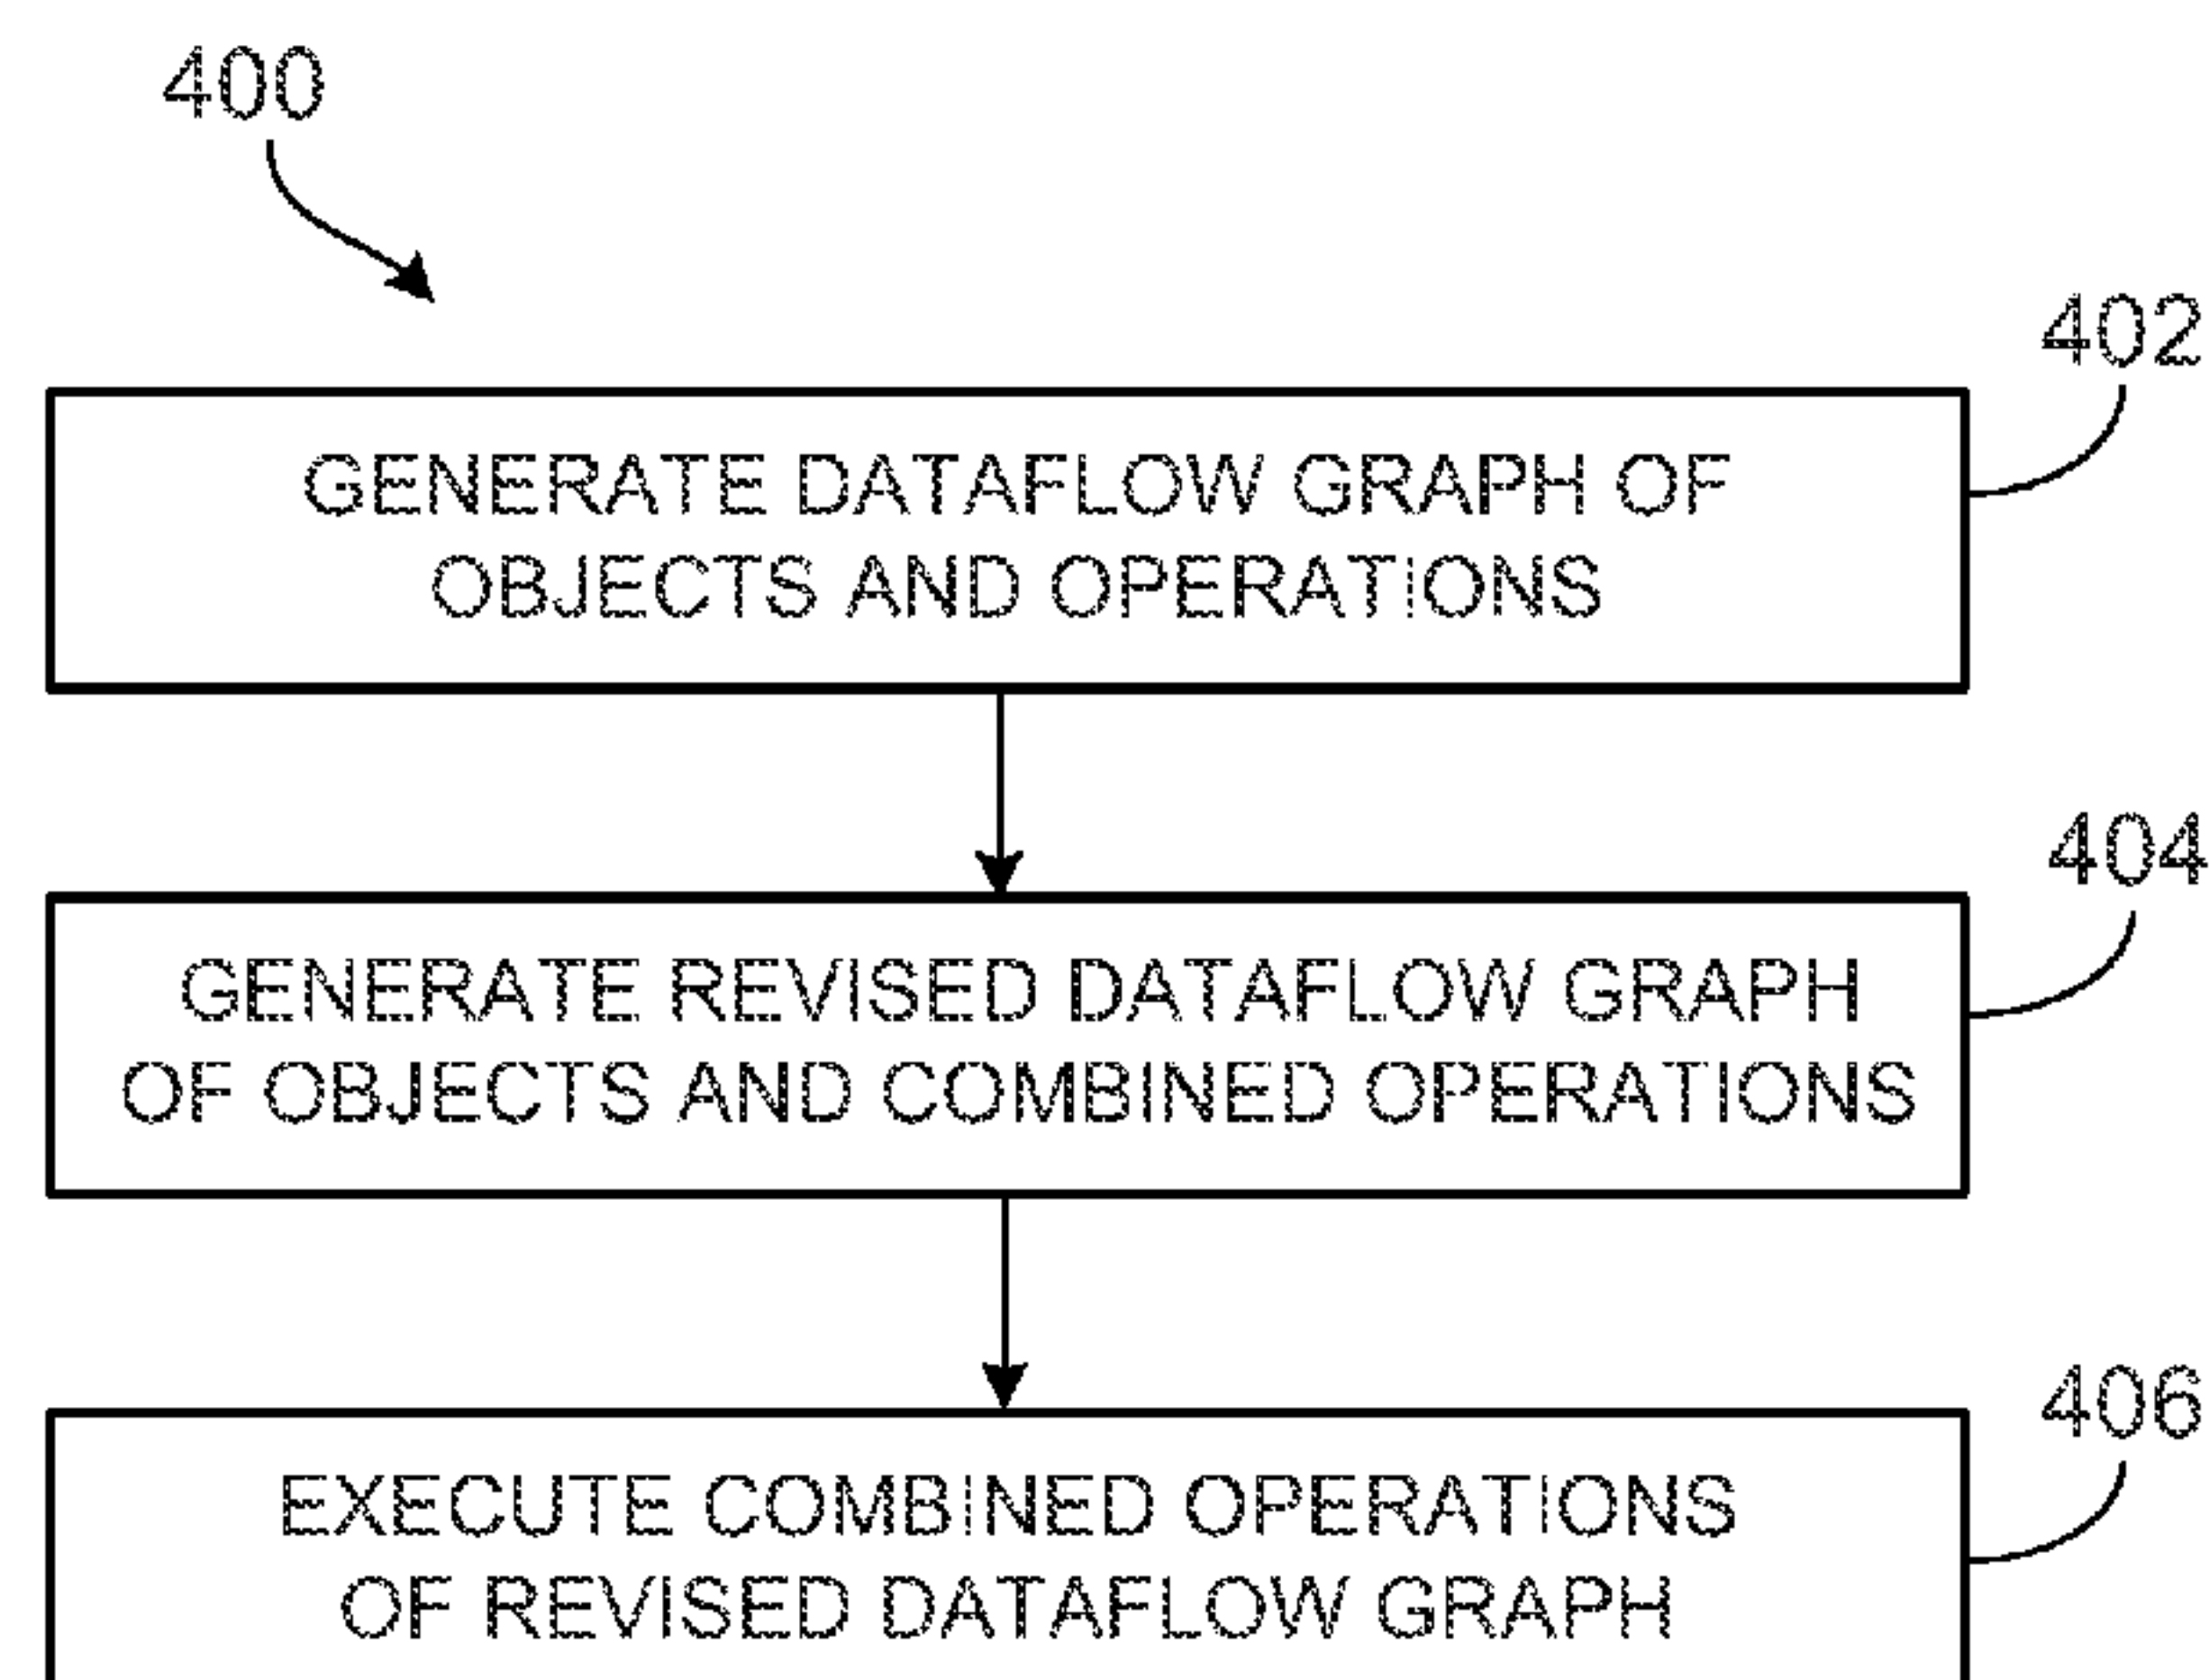 400
402
GENERATE DATAFLOW GRAPH OF
OBJECTS AND OPERATIONS
404
GENERATE REVISED DATAFLOW GRAPH
OF OBJECTS AND COMBINED OPERATIONS
406
EXECUTE COMBINED OPERATIONS
OF REVISED DATAFLOW GRAPH